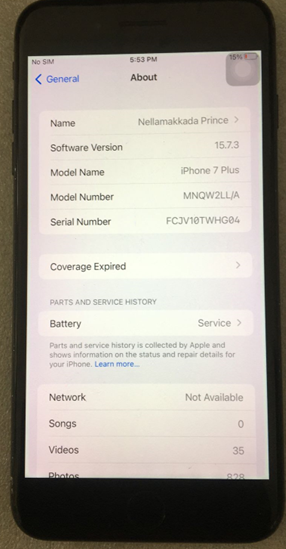 No SIM 5:53 PM 15%
General About
Name Nellamakkada Prince
Software Version 15.7.3
Model Name iPhone 7 Plus
Model Number MNQW2LL/A
Serial Number FCJV10TWHG04
Coverage Expired
PARTS AND SERVICE HISTORY
Battery Service
Parts and service history is collected by Apple and
shows information on the status and repair details for
your iPhone. Learn more...
Network Not Available
Songs 0
Videos 35
Photos 828